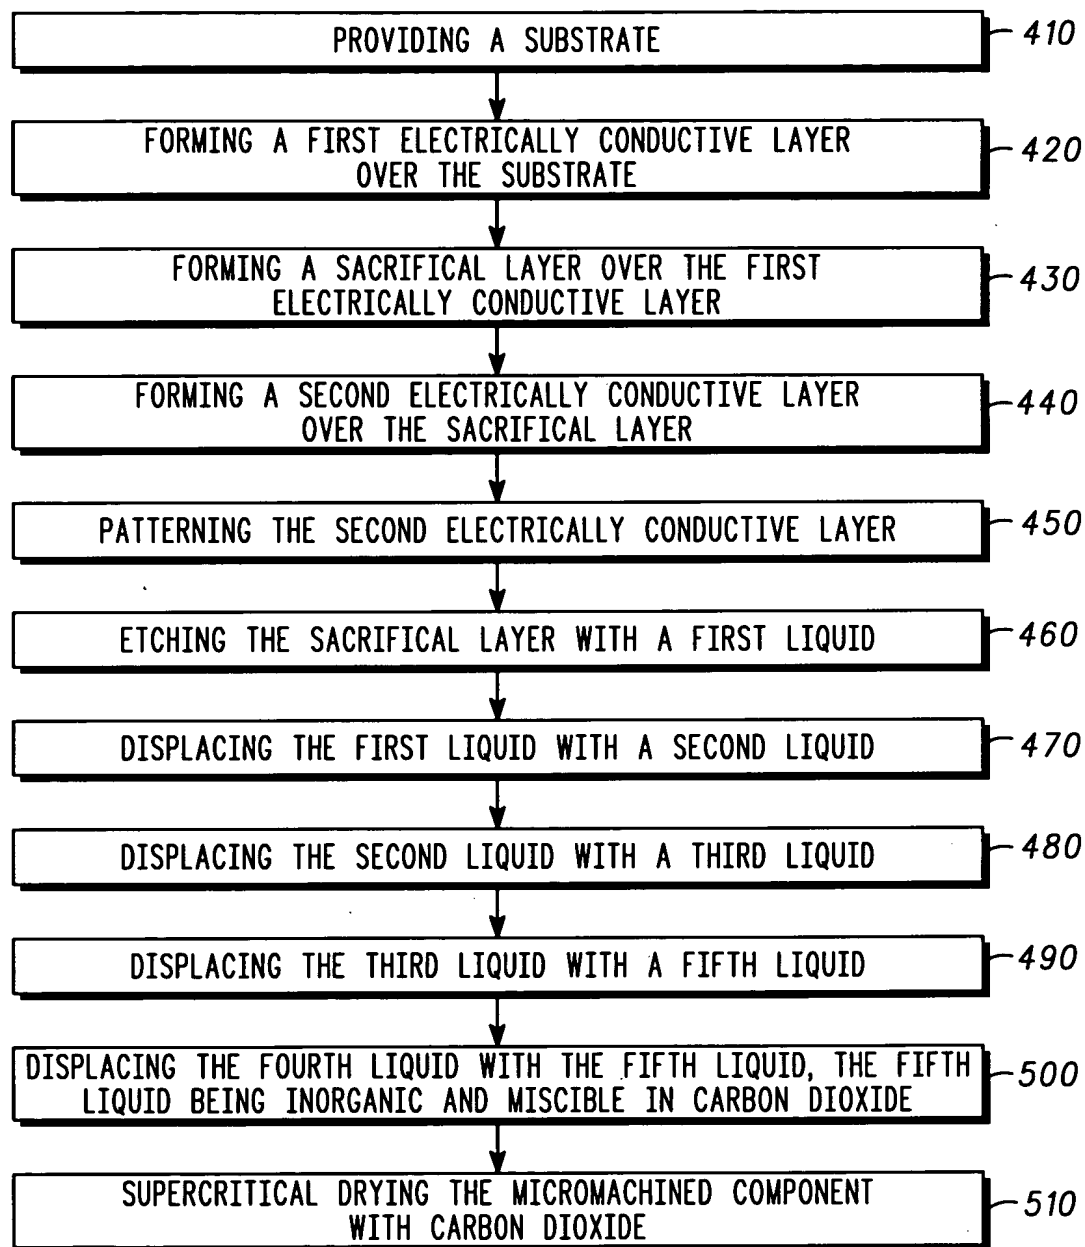 PROVIDING A SUBSTRATE
410
FORMING A FIRST ELECTRICALLY CONDUCTIVE LAYER
OVER THE SUBSTRATE
420
FORMING A SACRIFICAL LAYER OVER THE FIRST
ELECTRICALLY CONDUCTIVE LAYER
430
FORMING A SECOND ELECTRICALLY CONDUCTIVE LAYER
OVER THE SACRIFICAL LAYER
440
PATTERNING THE SECOND ELECTRICALLY CONDUCTIVE LAYER
450
ETCHING THE SACRIFICAL LAYER WITH A FIRST LIQUID
460
DISPLACING THE FIRST LIQUID WITH A SECOND LIQUID
470
DISPLACING THE SECOND LIQUID WITH A THIRD LIQUID
480
DISPLACING THE THIRD LIQUID WITH A FIFTH LIQUID
490
DISPLACING THE FOURTH LIQUID WITH THE FIFTH LIQUID, THE FIFTH
LIQUID BEING INORGANIC AND MISCIBLE IN CARBON DIOXIDE
500
SUPERCRITICAL DRYING THE MICROMACHINED COMPONENT
WITH CARBON DIOXIDE
510